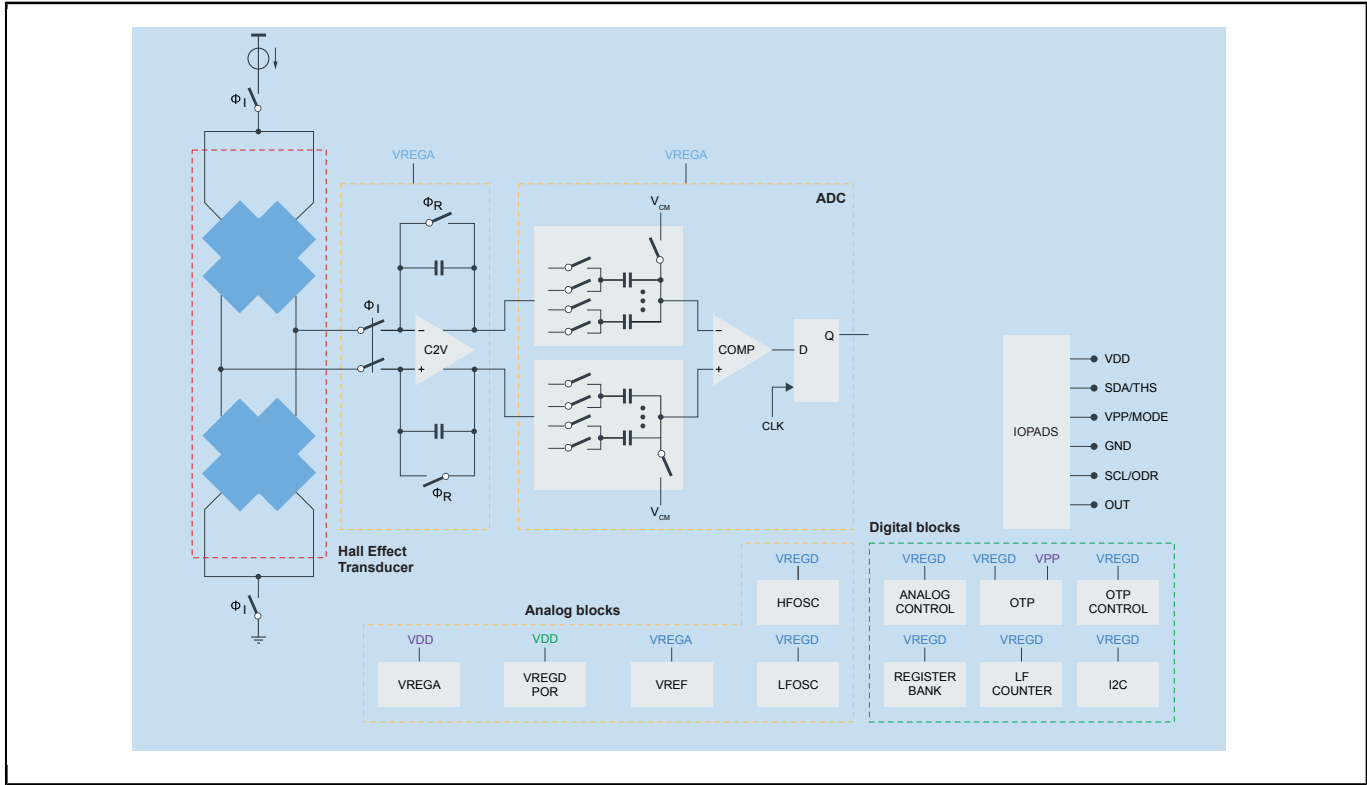 ΦI
VREGA
VREGA
ADC
VCM
ΦR
ΦI
−
C2V
+
−
COMP
+
D
Q
CLK
ΦR
VCM
IOPADS
VDD
SDA/THS
VPP/MODE
GND
SCL/ODR
OUT
Hall Effect
Transducer
ΦI
Analog blocks
VREGD
HFOSC
VDD
VREGA
VDD
VREGD
POR
VREGA
VREF
VREGD
LFOSC
Digital blocks
VREGD
ANALOG
CONTROL
VREGD
VPP
OTP
VREGD
OTP
CONTROL
VREGD
REGISTER
BANK
VREGD
LF
COUNTER
VREGD
I2C